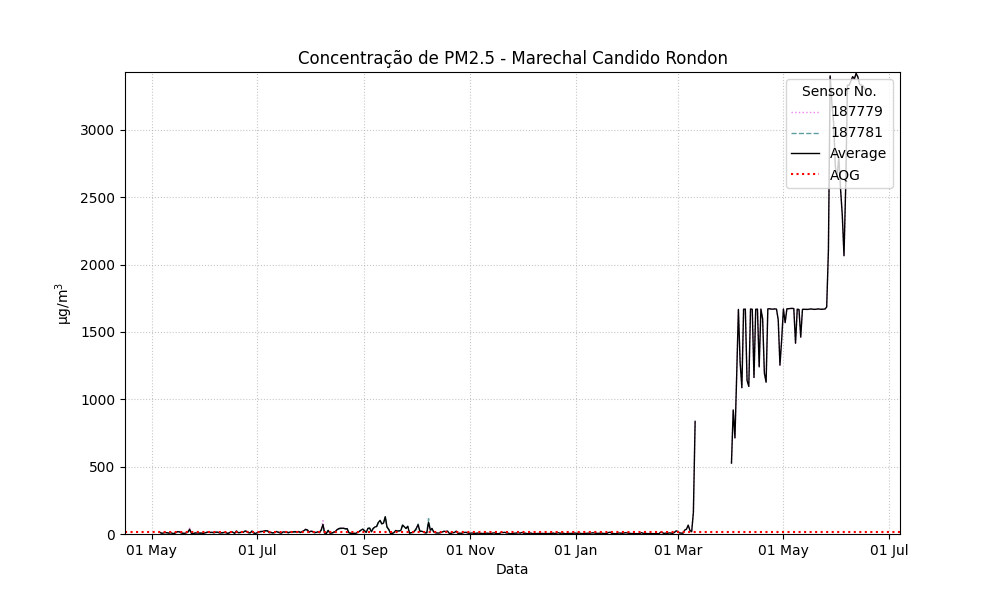 Concentração de PM2.5 - Marechal Candido Rondon
Sensor No.
187779
187781
Average
AQG
3000
2500
2000
1500
1000
500
0
µg/m³
01 May
01 Jul
01 Sep
01 Nov
01 Jan
01 Mar
01 May
01 Jul
Data